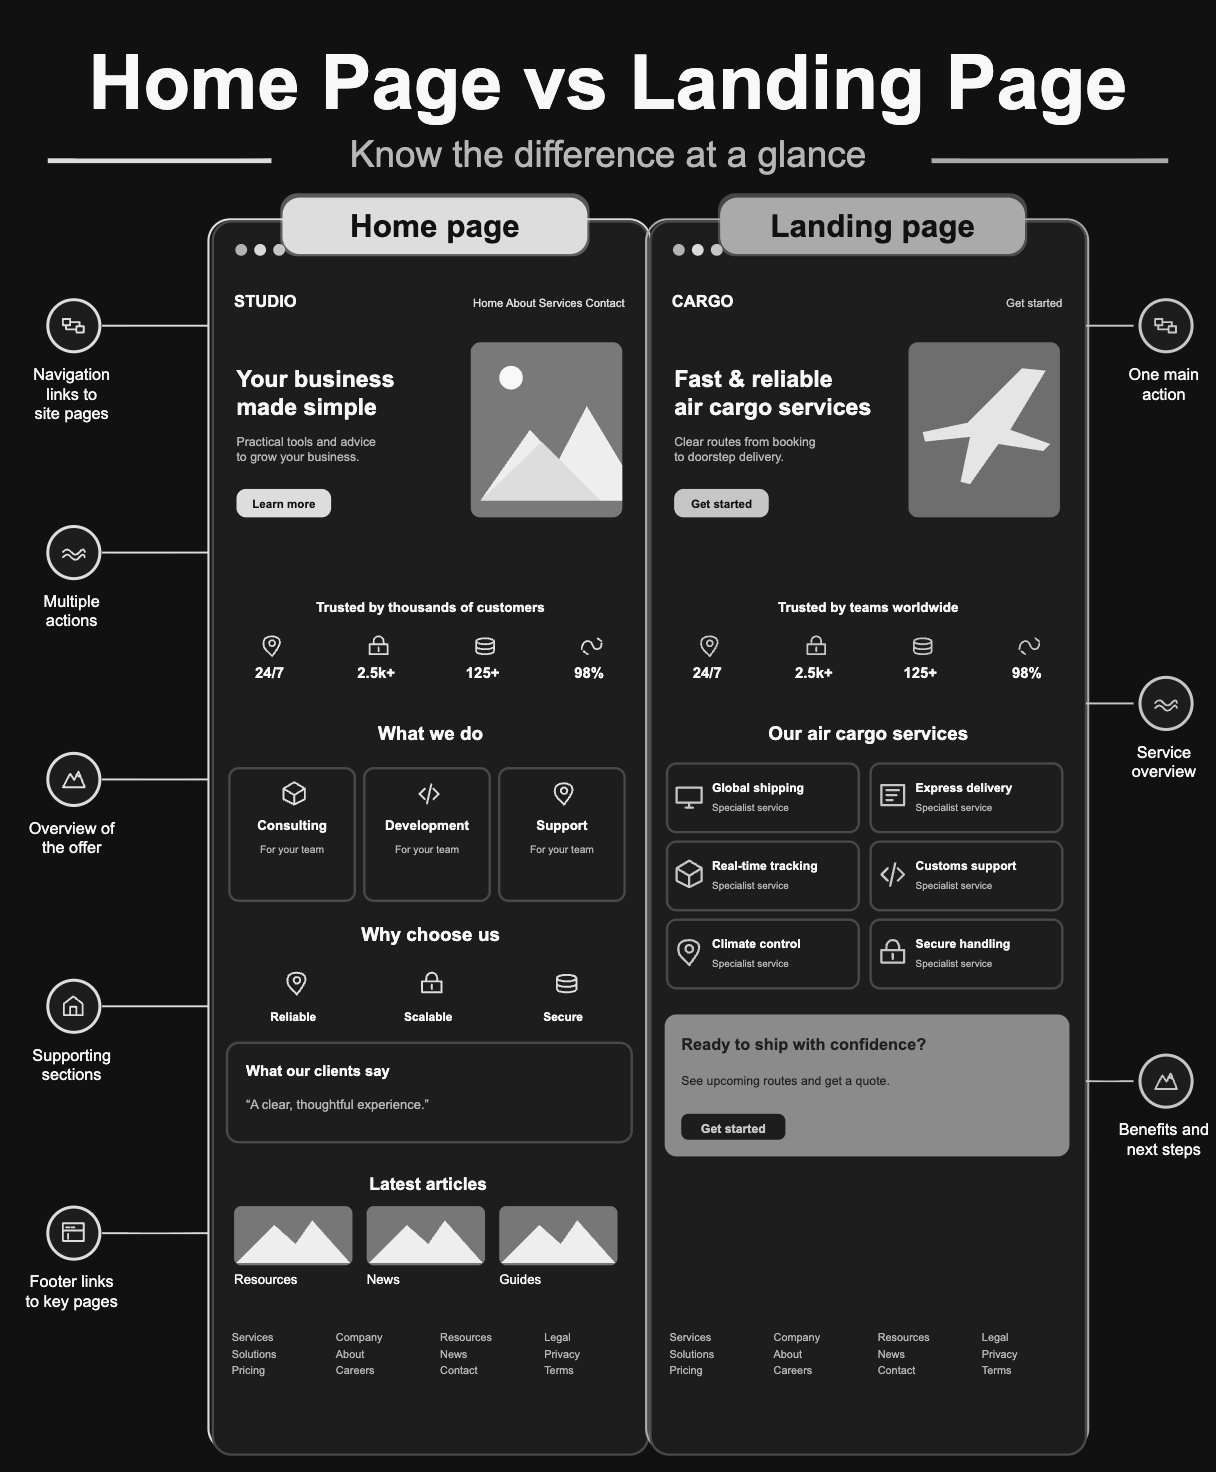 Home Page vs Landing Page
Know the difference at a glance
Home page
STUDIO
Home About Services Contact
Your business
made simple
Practical tools and advice
to grow your business.
Learn more
Trusted by thousands of customers
24/7
2.5k+
125+
98%
What we do
Consulting
For your team
Development
For your team
Support
For your team
Why choose us
Reliable
Scalable
Secure
What our clients say
“A clear, thoughtful experience.”
Latest articles
Resources
News
Guides
Services
Solutions
Pricing
Company
About
Careers
Resources
News
Contact
Legal
Privacy
Terms
Navigation
links to
site pages
Multiple
actions
Overview of
the offer
Supporting
sections
Footer links
to key pages
Landing page
CARGO
Get started
Fast & reliable
air cargo services
Clear routes from booking
to doorstep delivery.
Get started
Trusted by teams worldwide
24/7
2.5k+
125+
98%
Our air cargo services
Global shipping
Specialist service
Express delivery
Specialist service
Real-time tracking
Specialist service
Customs support
Specialist service
Climate control
Specialist service
Secure handling
Specialist service
Ready to ship with confidence?
See upcoming routes and get a quote.
Get started
Services
Solutions
Pricing
Company
About
Careers
Resources
News
Contact
Legal
Privacy
Terms
One main
action
Service
overview
Benefits and
next steps